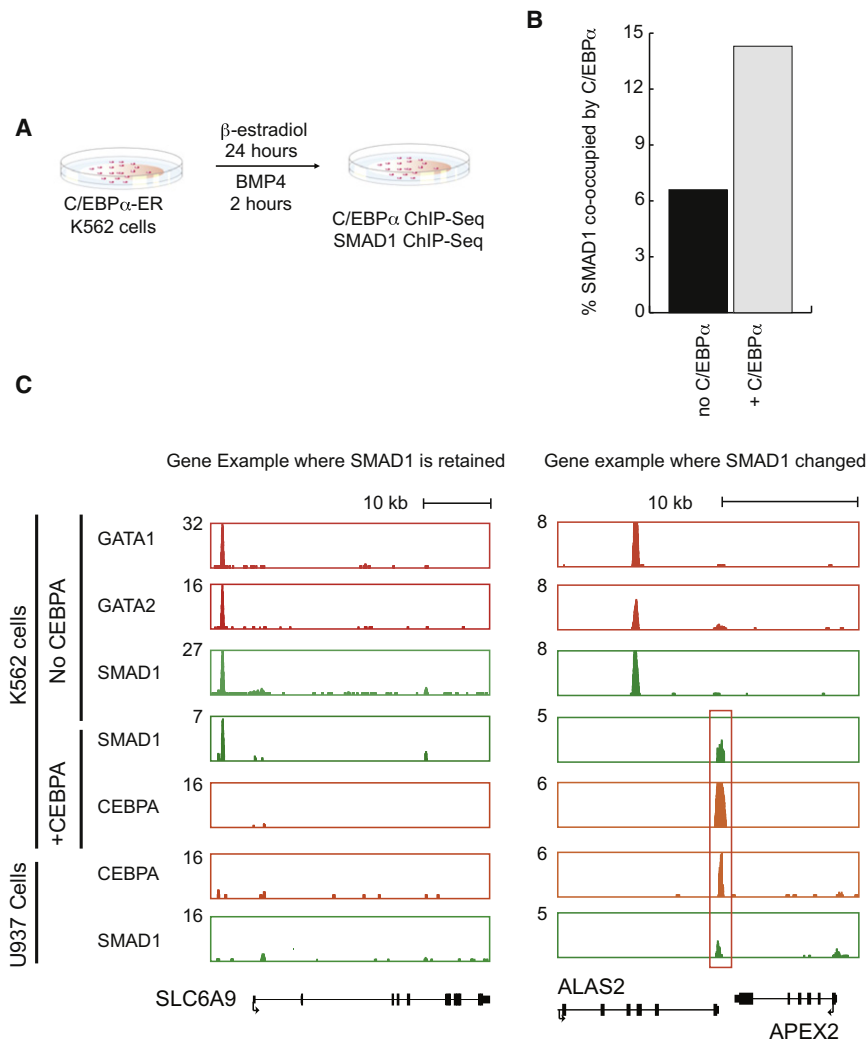 A
C/EBPα-ER
K562 cells
β-estradiol
24 hours
BMP4
2 hours
C/EBPα ChIP-Seq
SMAD1 ChIP-Seq
B
% SMAD1 co-occupied by C/EBPα
15
12
9
6
3
0
no C/EBPα
+ C/EBPα
C
Gene Example where SMAD1 is retained
Gene example where SMAD1 changed
10 kb
10 kb
K562 cells
No CEBPA
GATA1
32
8
GATA2
16
8
SMAD1
27
8
+CEBPA
SMAD1
7
5
CEBPA
16
6
U937 Cells
CEBPA
16
6
SMAD1
16
5
SLC6A9
ALAS2
APEX2